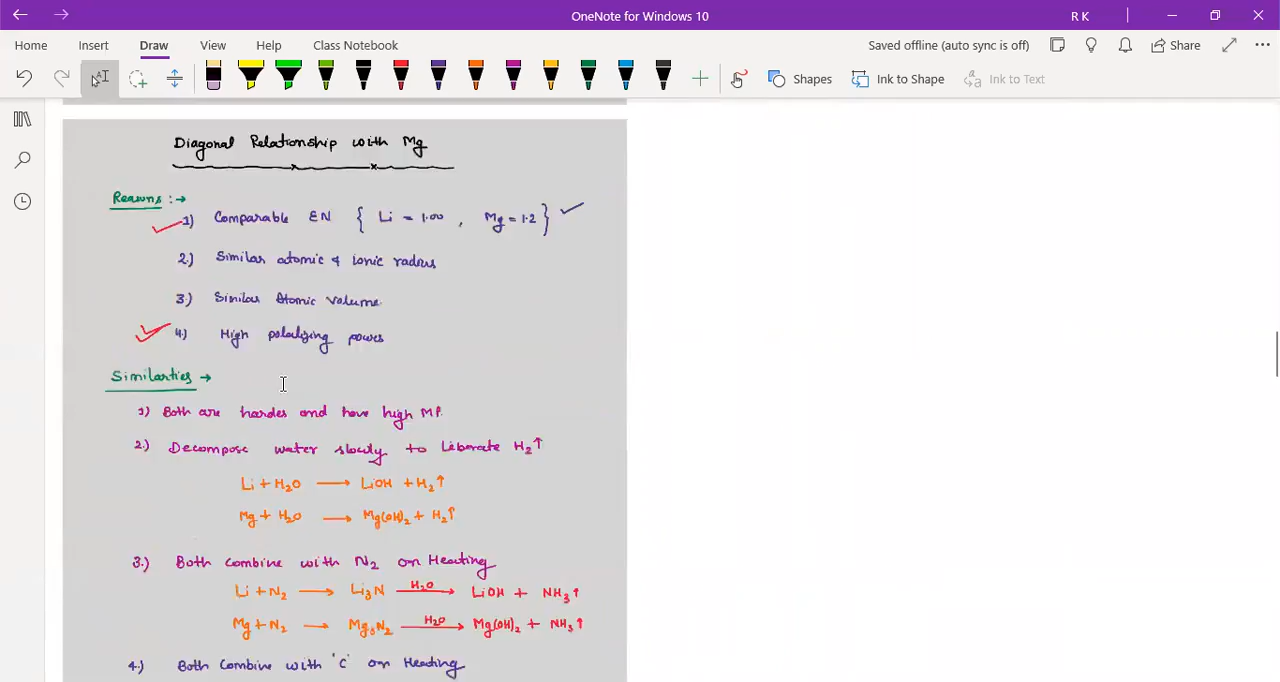 OneNote for Windows 10
R K
Home Insert Draw View Help Class Notebook
Saved offline (auto sync is off) Share
Shapes Ink to Shape Ink to Text
Diagonal Relationship with Mg
Reasons :→
1) Comparable EN { Li = 1.00 , Mg = 1.2 }
2.) Similar atomic & ionic radius
3) Similar Atomic volume
4.) High polarizing power
Similarties →
1) Both are harder and have high MP.
2.) Decompose water slowly to Liberate H₂↑
Li + H₂O → LiOH + H₂↑
Mg + H₂O → Mg(OH)₂ + H₂↑
3.) Both Combine with N₂ on Heating
Li + N₂ → Li₃N —H₂O→ LiOH + NH₃↑
Mg + N₂ → Mg₃N₂ —H₂O→ Mg(OH)₂ + NH₃↑
4.) Both Combine with 'C' on Heating